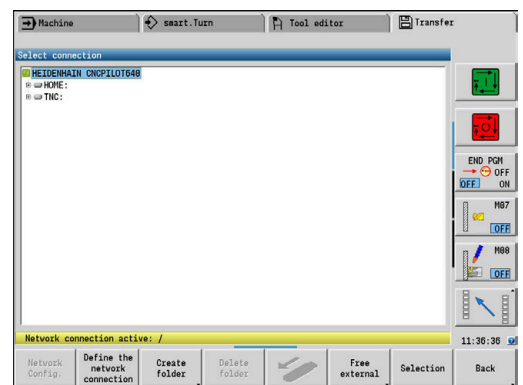 Machine
smart.Turn
Tool editor
Transfer
Select connection
HEIDENHAIN CNCPILOT640
HOME:
TNC:
END PGM
OFF
OFF ON
M07
OFF
M08
OFF
Network connection active: /
11:36:36
Network Config.
Define the network connection
Create folder
Delete folder
Free external
Selection
Back